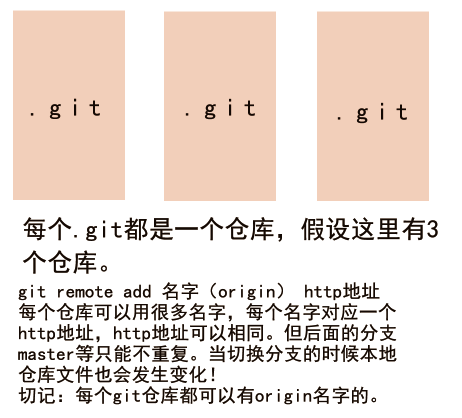 .git
.git
.git
每个.git都是一个仓库，假设这里有3
个仓库。
git remote add 名字（origin） http地址
每个仓库可以用很多名字，每个名字对应一个
http地址，http地址可以相同。但后面的分支
master等只能不重复。当切换分支的时候本地
仓库文件也会发生变化！
切记：每个git仓库都可以有origin名字的。